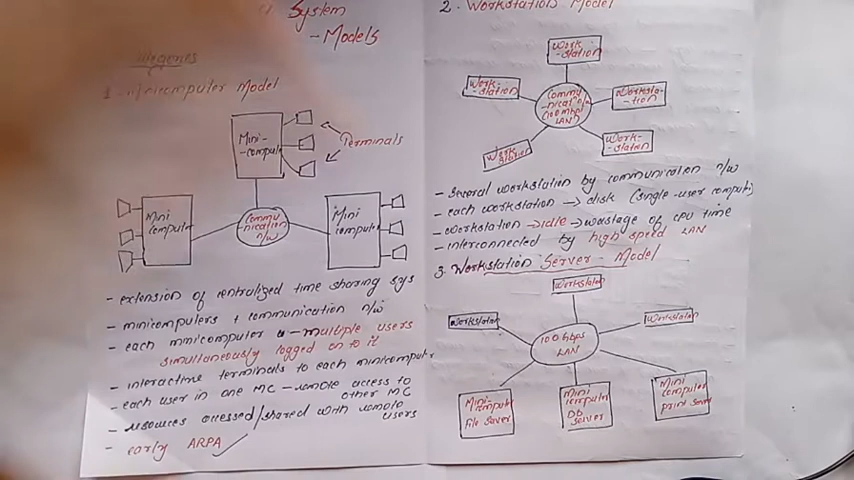 System
- Models
1. Minicomputer Model
Mini
-compute
Terminals
Mini
computer
Commu
nication
n/w
Mini
computer
- extension of centralized time sharing sys
- minicomputers + communication n/w
- each minicomputer a - multiple users
simultaneously logged on to it
- interactive terminals to each minicomputer
- each user in one MC - remote access to
other MC
- resources accessed/shared with remote
users
- early ARPA
2. Workstation Model
Work
-station
Work-
-station
Commu
-nicat n/w
(100 Mbps
LAN)
Worksta-
-tion
Work-
-station
Work-
- several workstation by communication n/w
- each workstation → disk (single-user computer)
- workstation → idle → wastage of cpu time
- interconnected by high speed LAN
3. Workstation Server - Model
Workstation
Workstation
Workstation
100 Mbps
LAN
Mini-
computer
File Server
Mini
computer
DB
server
Mini
computer
print server